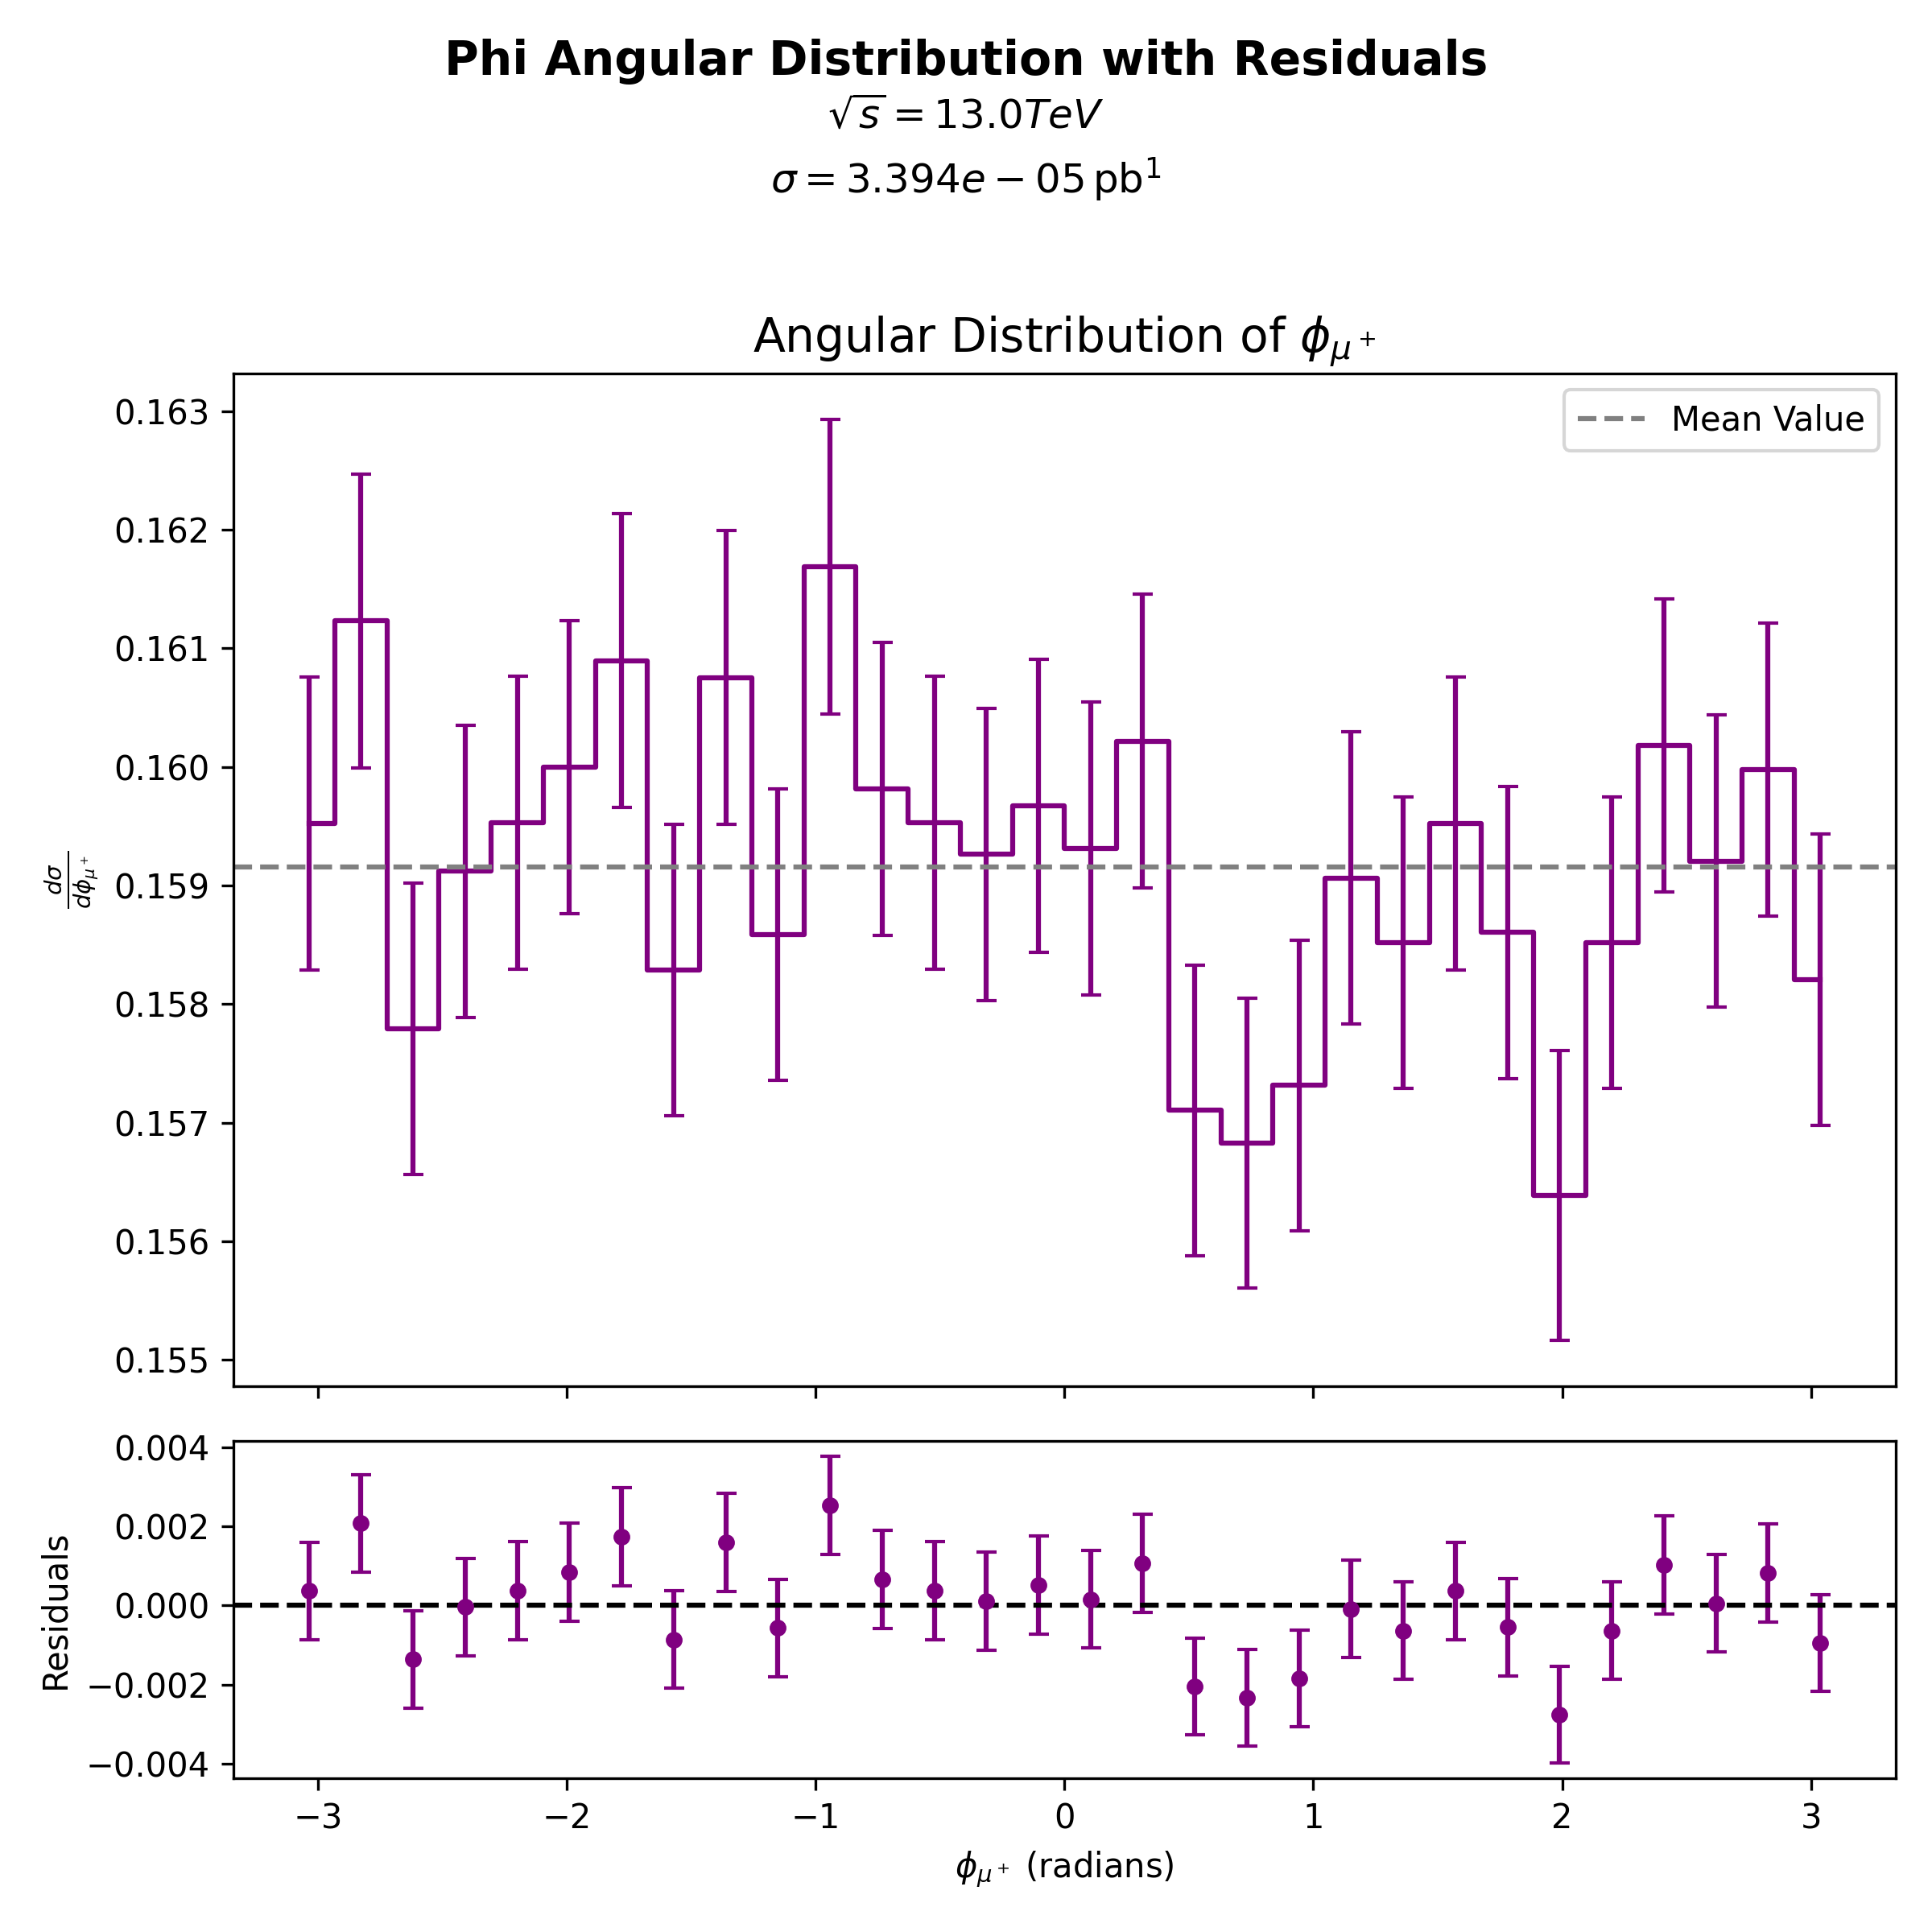 Phi Angular Distribution with Residuals
√s = 13.0TeV
σ = 3.394e − 05 pb¹
Angular Distribution of ϕμ⁺
Mean Value
0.163
0.162
0.161
0.160
0.159
0.158
0.157
0.156
0.155
dσ
dϕμ⁺
0.004
0.002
0.000
−0.002
−0.004
Residuals
−3 −2 −1 0 1 2 3
ϕμ⁺ (radians)